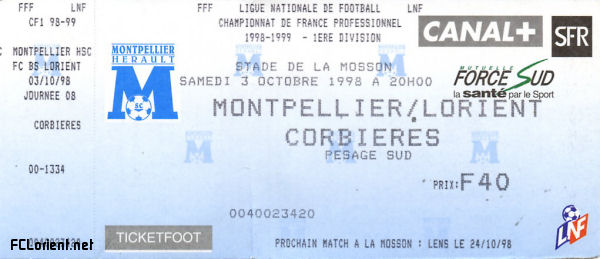 FFF LNF
CF1 98-99
MONTPELLIER HSC
FC BS LORIENT
03/10/98
JOURNEE 08
CORBIERES
00-1334
0040023420
FCLorient.net
FFF LIGUE NATIONALE DE FOOTBALL LNF
CHAMPIONNAT DE FRANCE PROFESSIONNEL
1998-1999 - 1ERE DIVISION
CANAL+ SFR
MONTPELLIER
HERAULT
M
SC
STADE DE LA MOSSON
SAMEDI 3 OCTOBRE 1998 A 20H00
MUTUELLE
FORCE SUD
la santé par le Sport
MONTPELLIER/LORIENT
CORBIERES
PESAGE SUD
PRIX: F40
0040023420
TICKETFOOT
PROCHAIN MATCH A LA MOSSON : LENS LE 24/10/98
LNF